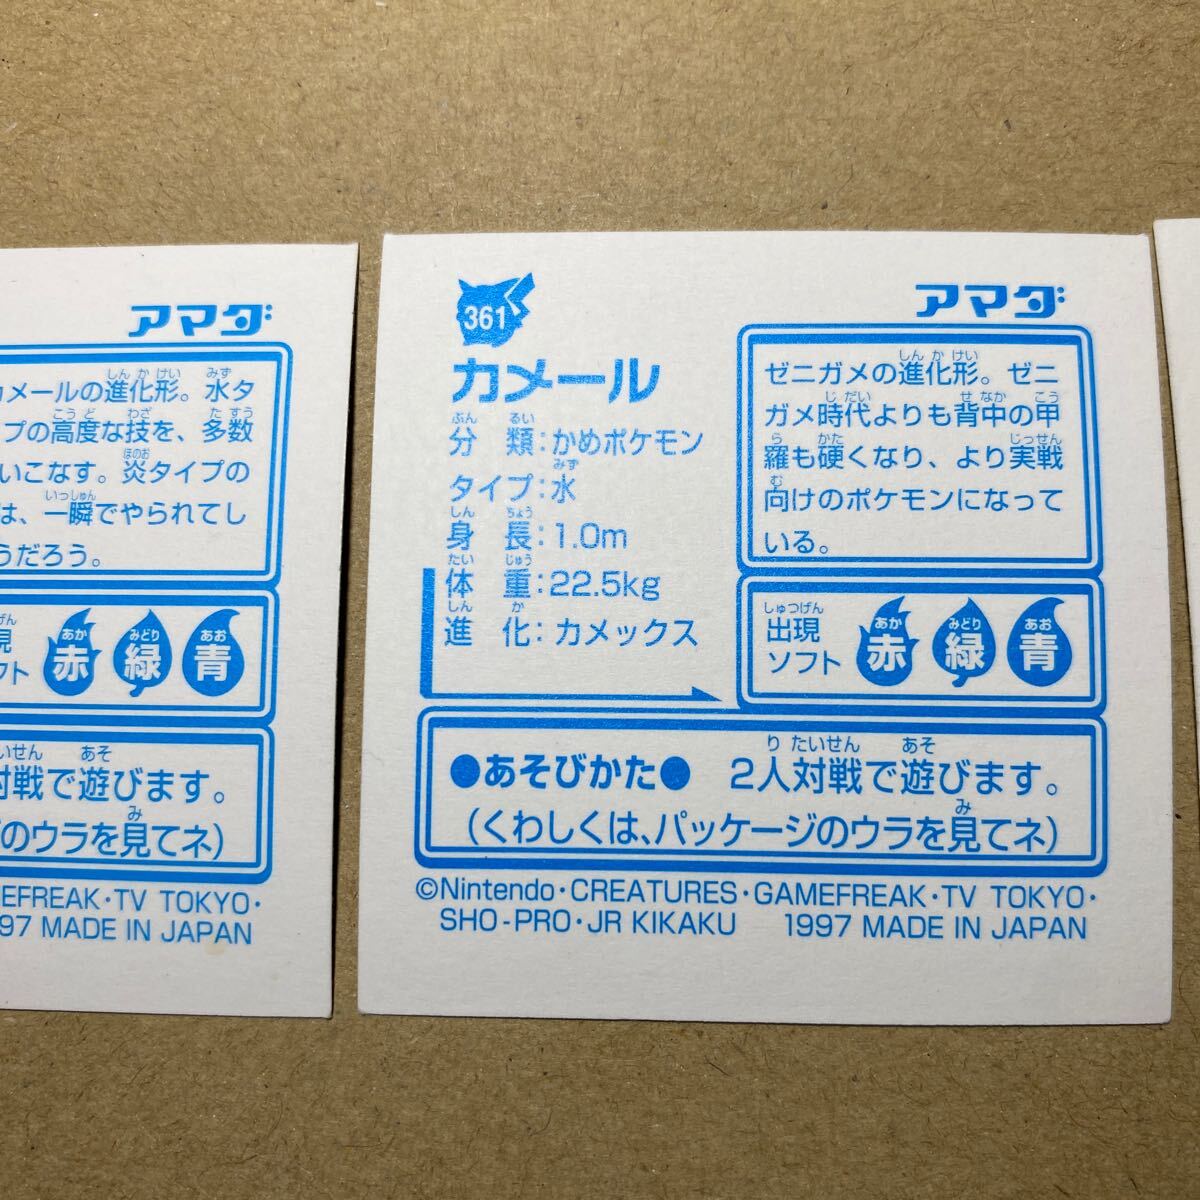 アマダ
カメールの進化形。水タ
プの高度な技を、多数
いこなす。炎タイプの
は、一瞬でやられてし
うだろう。
現
フト
赤 緑 青
対戦で遊びます。
のウラを見てネ)
EFREAK・TV TOKYO・
97 MADE IN JAPAN
361
アマダ
カメール
分類:かめポケモン
タイプ:水
身長:1.0m
体重:22.5kg
進化:カメックス
ゼニガメの進化形。ゼニ
ガメ時代よりも背中の甲
羅も硬くなり、より実戦
向けのポケモンになって
いる。
出現
ソフト
赤 緑 青
●あそびかた● 2人対戦で遊びます。
(くわしくは、パッケージのウラを見てネ)
©Nintendo・CREATURES・GAMEFREAK・TV TOKYO・
SHO-PRO・JR KIKAKU 1997 MADE IN JAPAN